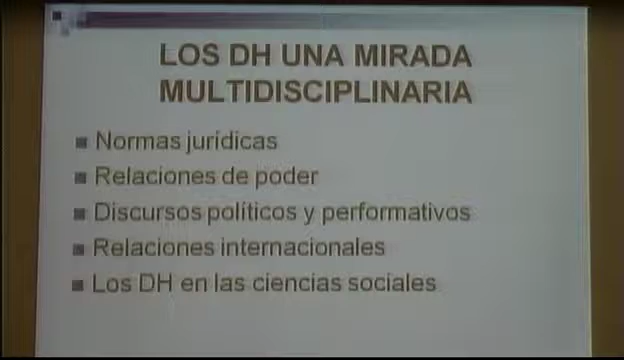 LOS DH UNA MIRADA
MULTIDISCIPLINARIA
Normas jurídicas
Relaciones de poder
Discursos políticos y performativos
Relaciones internacionales
Los DH en las ciencias sociales